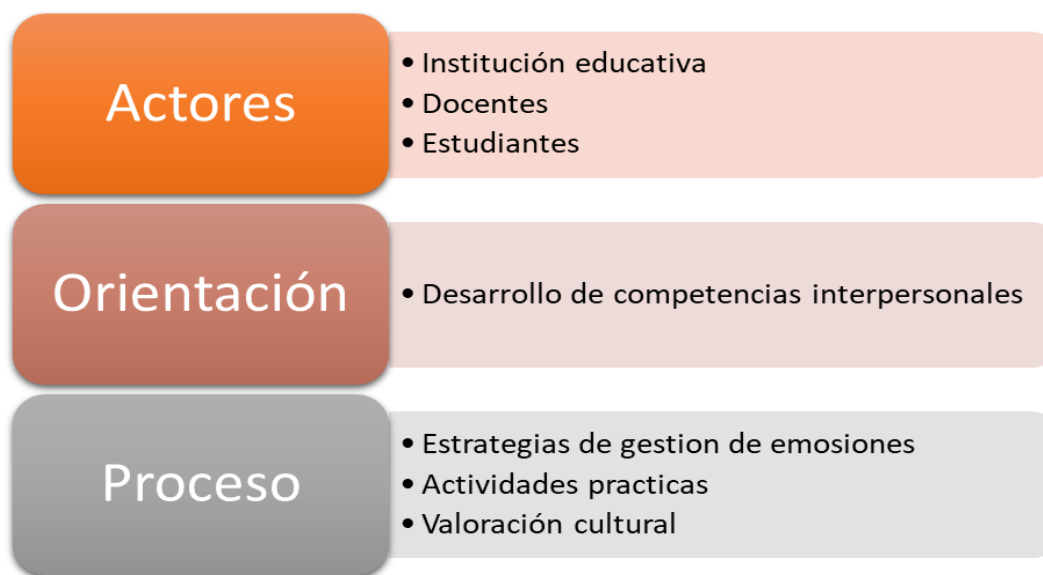 Actores
• Institución educativa
• Docentes
• Estudiantes
Orientación
• Desarrollo de competencias interpersonales
Proceso
• Estrategias de gestion de emosiones
• Actividades practicas
• Valoración cultural